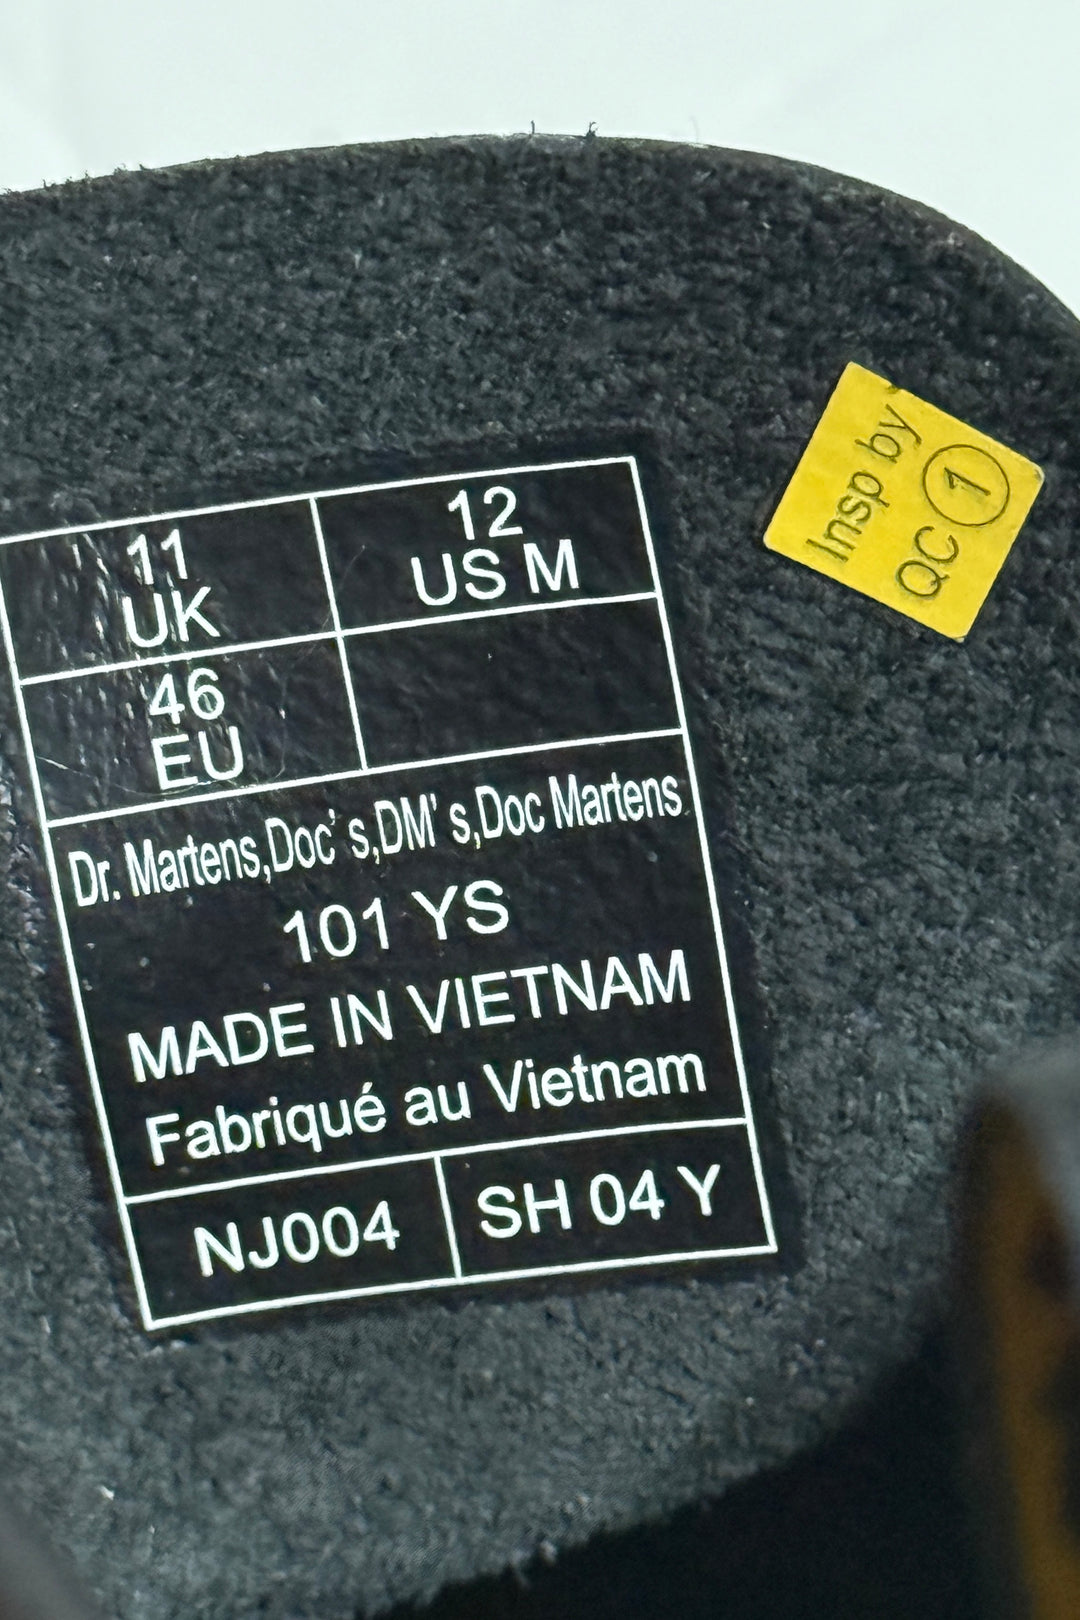 11
UK
12
US M
46
EU
Dr. Martens,Doc's,DM's,Doc Martens
101 YS
MADE IN VIETNAM
Fabriqué au Vietnam
NJ004
SH 04 Y
Insp by
QC 1